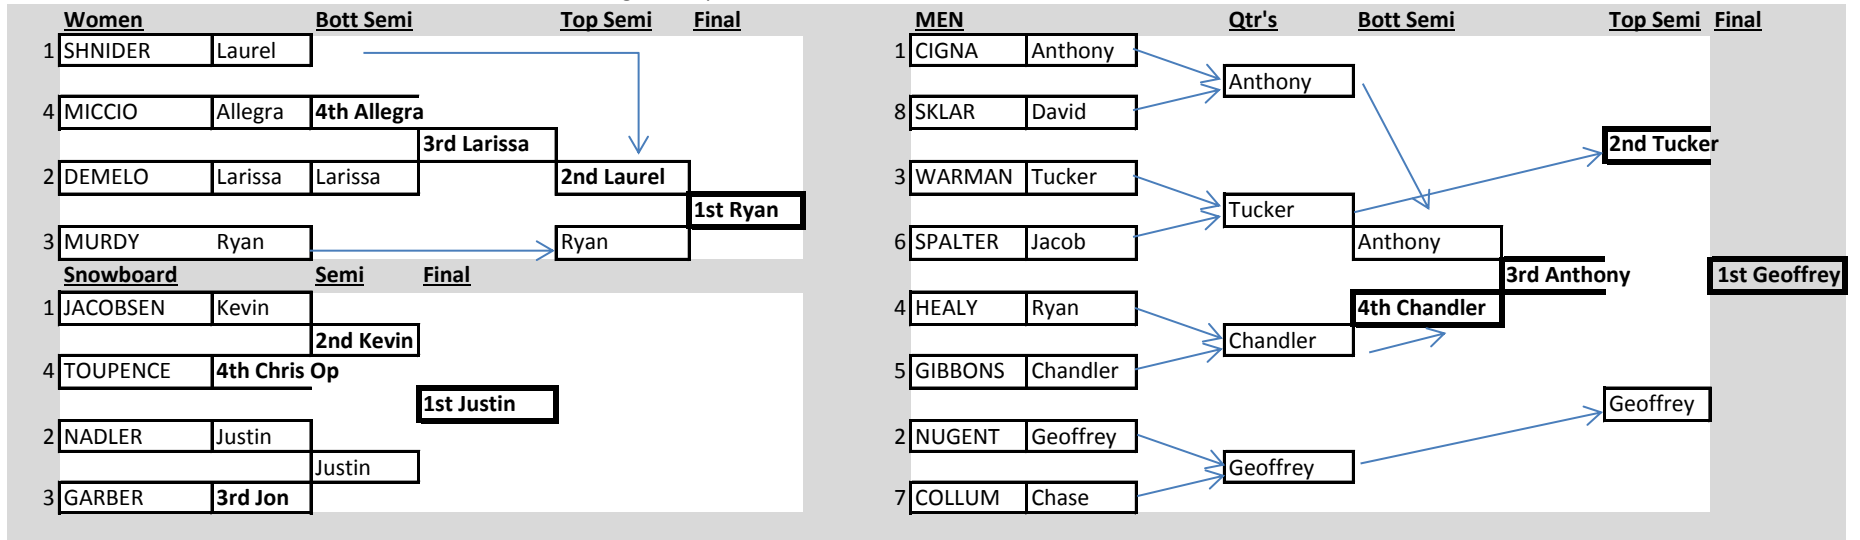 Women Bott Semi Top Semi Final
1 SHNIDER Laurel
4 MICCIO Allegra 4th Allegra
3rd Larissa
2 DEMELO Larissa Larissa 2nd Laurel
1st Ryan
3 MURDY Ryan Ryan
Snowboard Semi Final
1 JACOBSEN Kevin
2nd Kevin
4 TOUPENCE 4th Chris Op
1st Justin
2 NADLER Justin
Justin
3 GARBER 3rd Jon
MEN Qtr's Bott Semi Top Semi Final
1 CIGNA Anthony
Anthony
8 SKLAR David
2nd Tucker
3 WARMAN Tucker
Tucker
6 SPALTER Jacob Anthony
3rd Anthony 1st Geoffrey
4 HEALY Ryan 4th Chandler
Chandler
5 GIBBONS Chandler
Geoffrey
2 NUGENT Geoffrey
Geoffrey
7 COLLUM Chase